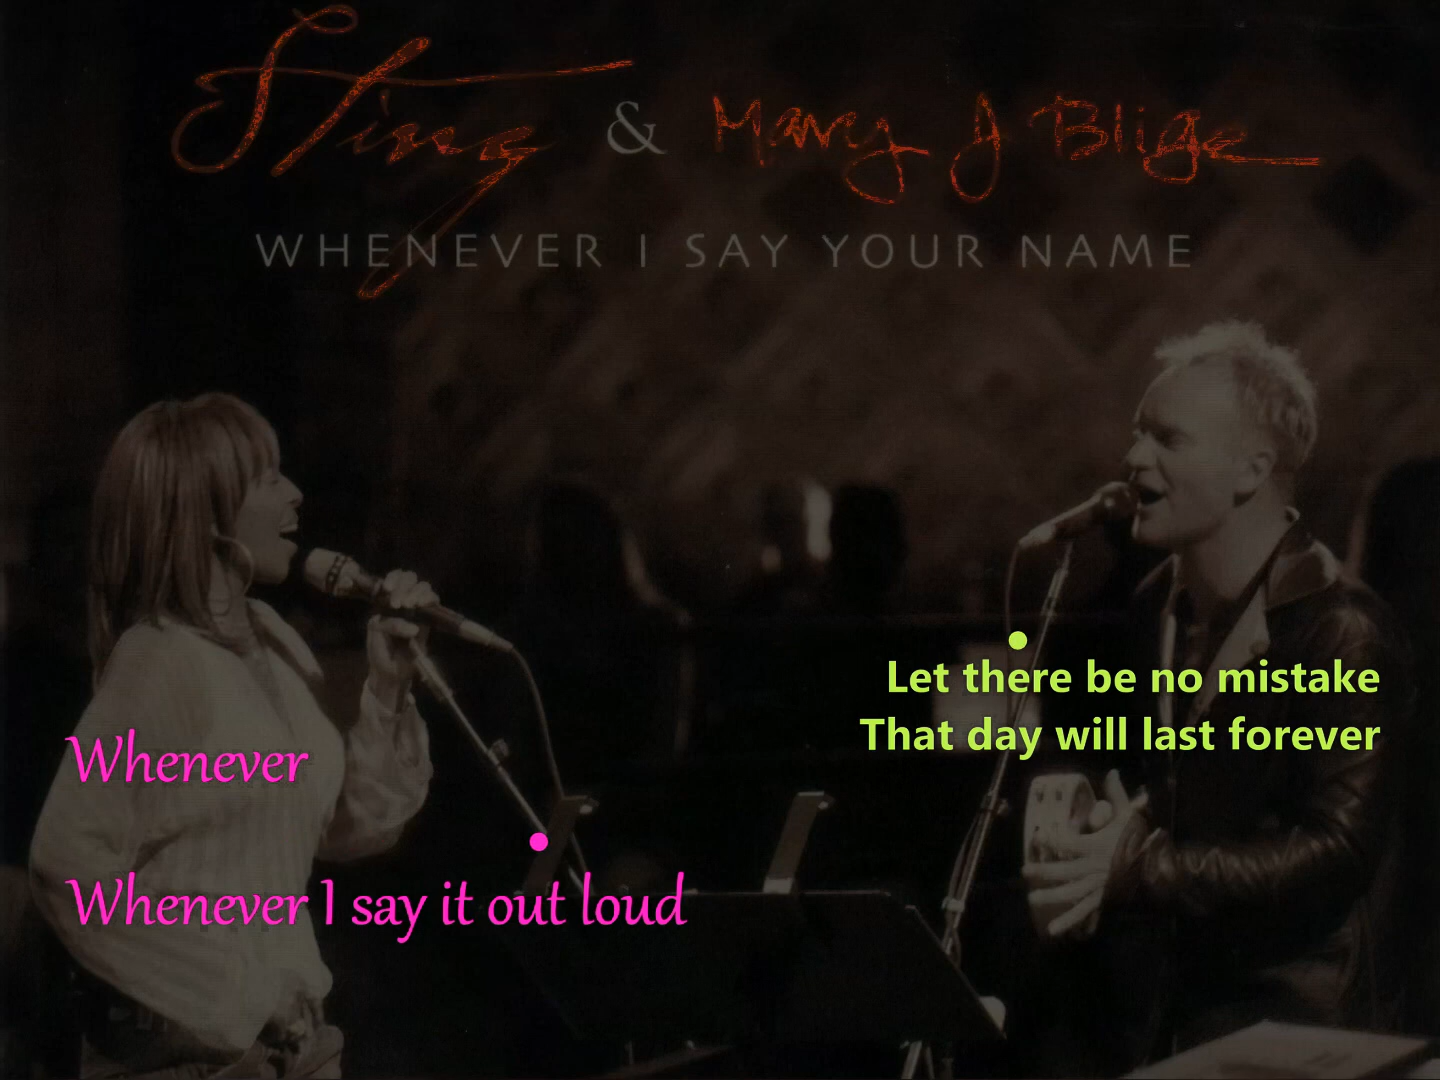 Sting & Mary J Blige
WHENEVER I SAY YOUR NAME
Let there be no mistake
That day will last forever
Whenever
Whenever I say it out loud